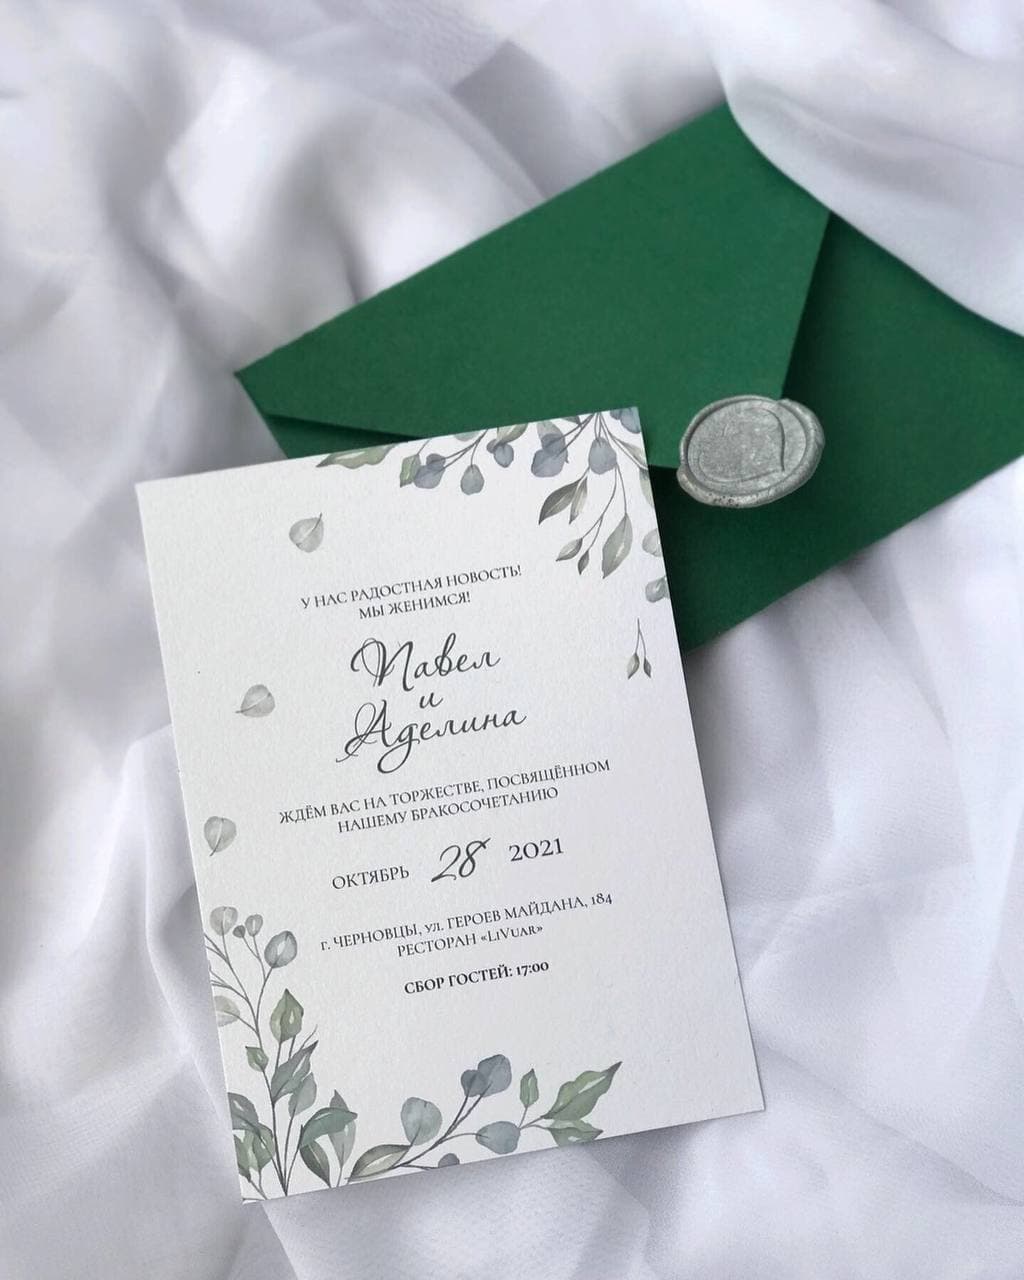 У НАС РАДОСТНАЯ НОВОСТЬ!
МЫ ЖЕНИМСЯ!
Павел
и
Аделина
ЖДЁМ ВАС НА ТОРЖЕСТВЕ, ПОСВЯЩЁННОМ
НАШЕМУ БРАКОСОЧЕТАНИЮ
ОКТЯБРЬ 28 2021
г. ЧЕРНОВЦЫ, ул. ГЕРОЕВ МАЙДАНА, 184
РЕСТОРАН «LiVuar»
СБОР ГОСТЕЙ: 17:00